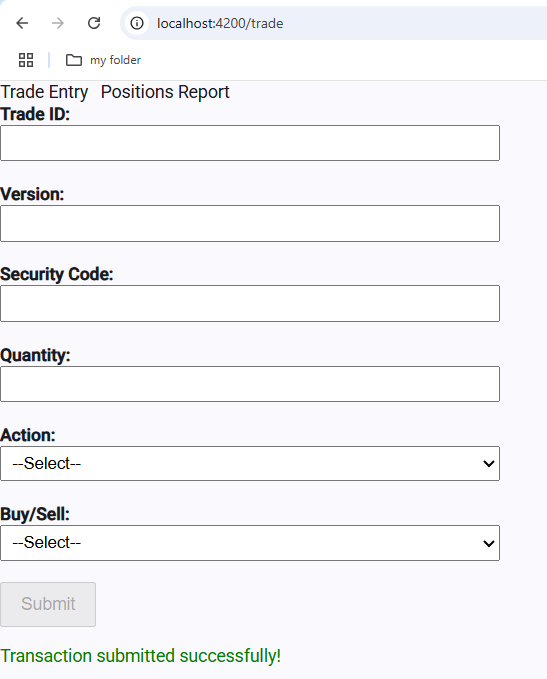 localhost:4200/trade
my folder
Trade Entry Positions Report
Trade ID:
Version:
Security Code:
Quantity:
Action:
--Select--
Buy/Sell:
--Select--
Submit
Transaction submitted successfully!